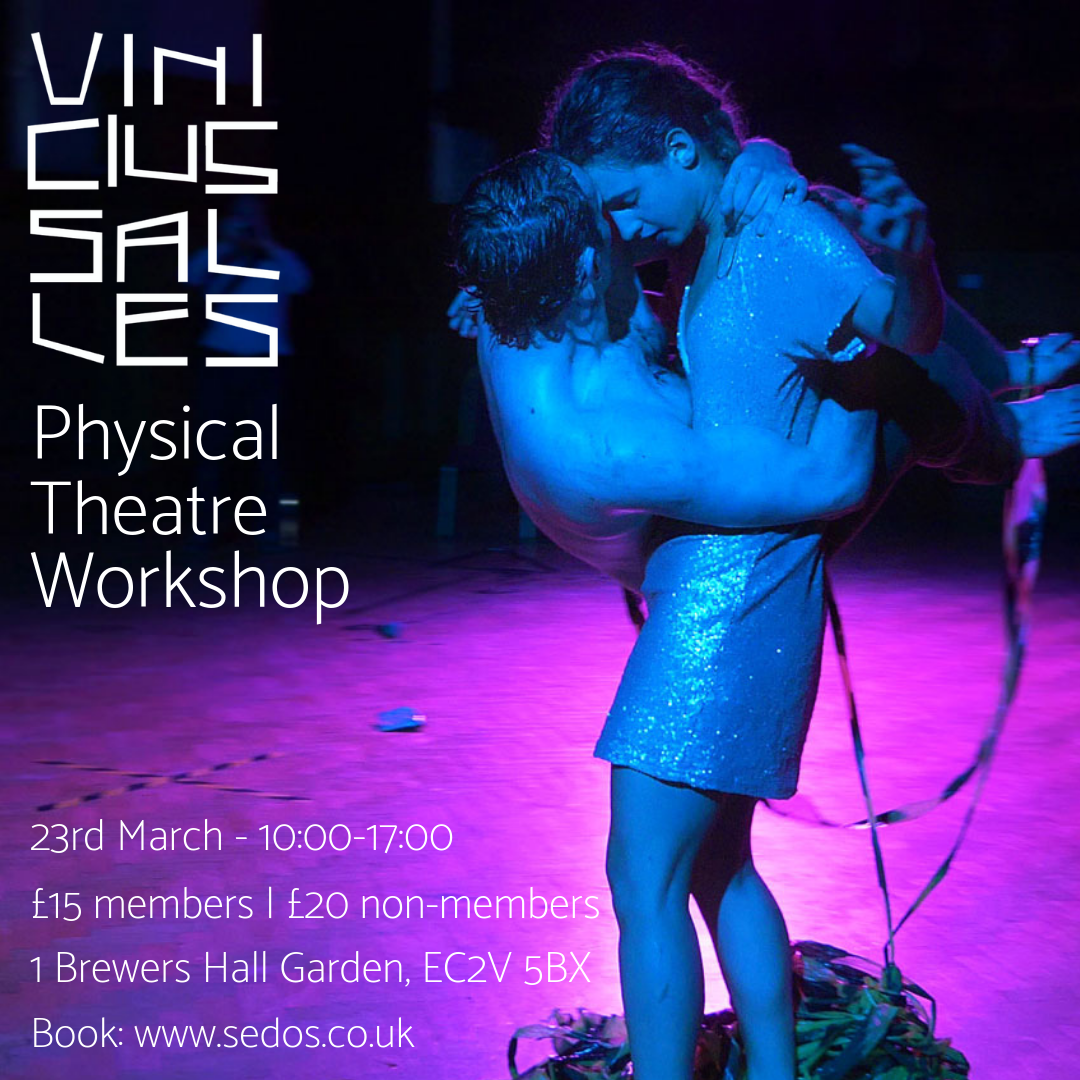 VINI
CIUS
SAL
LES
Physical
Theatre
Workshop
23rd March - 10:00-17:00
£15 members | £20 non-members
1 Brewers Hall Garden, EC2V 5BX
Book: www.sedos.co.uk